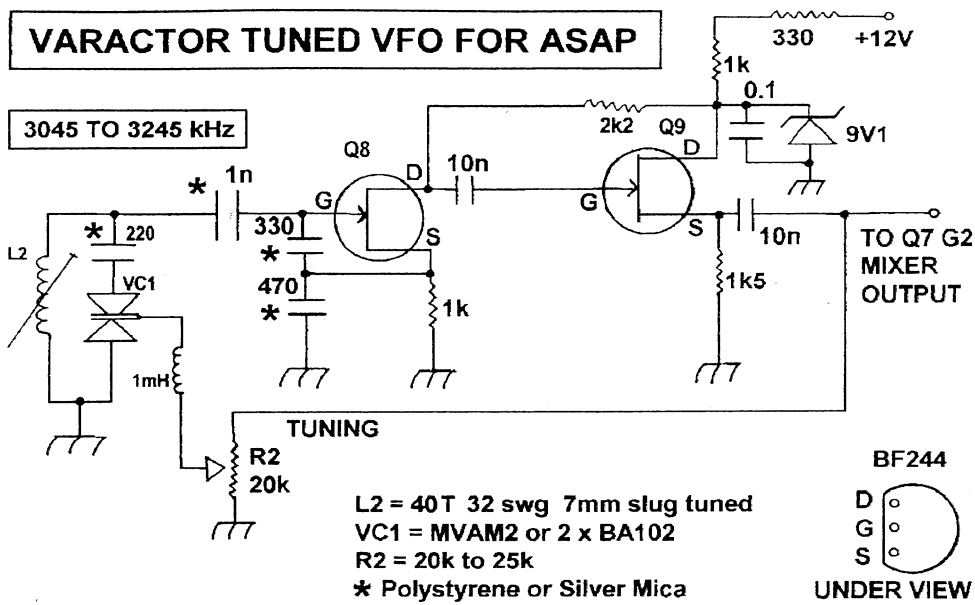 VARACTOR TUNED VFO FOR ASAP
330
+12V
1k
0.1
3045 TO 3245 kHz
2k2
Q9
9V1
Q8
D
10n
D
* 1n
G
330
*
G
S
* 220
S
10n
TO Q7 G2
MIXER
OUTPUT
L2
VC1
470
*
1k
1k5
1mH
TUNING
R2
20k
BF244
L2 = 40T 32 swg 7mm slug tuned
VC1 = MVAM2 or 2 x BA102
R2 = 20k to 25k
* Polystyrene or Silver Mica
D
G
S
UNDER VIEW